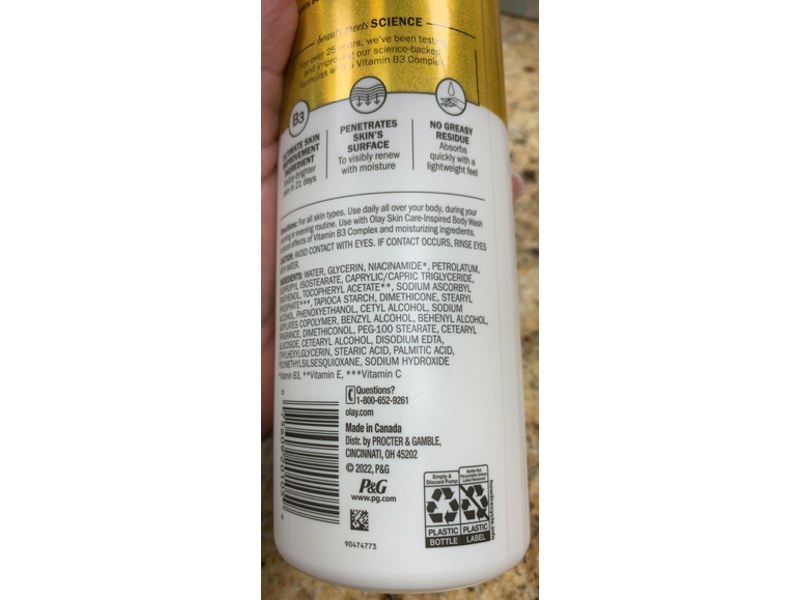 beauty meets SCIENCE
For over 25 years, we've been testing
and improving our science-backed
formulas with a Vitamin B3 Complex
B3
SKIN
INGREDIENT
in 21 days
PENETRATES
SKIN'S
SURFACE
To visibly renew
with moisture
NO GREASY
RESIDUE
Absorbs
quickly with a
lightweight feel
For all skin types. Use daily all over your body, during your
or evening routine. Use with Olay Skin Care-Inspired Body Wash
effects of Vitamin B3 Complex and moisturizing ingredients.
AVOID CONTACT WITH EYES. IF CONTACT OCCURS, RINSE EYES
WATER.
WATER, GLYCERIN, NIACINAMIDE*, PETROLATUM,
ISOPROPYL ISOSTEARATE, CAPRYLIC/CAPRIC TRIGLYCERIDE,
PANTHENOL, TOCOPHERYL ACETATE**, SODIUM ASCORBYL
PHOSPHATE***, TAPIOCA STARCH, DIMETHICONE, STEARYL
ALCOHOL, PHENOXYETHANOL, CETYL ALCOHOL, SODIUM
ACRYLATES COPOLYMER, BENZYL ALCOHOL, BEHENYL ALCOHOL,
FRAGRANCE, DIMETHICONOL, PEG-100 STEARATE, CETEARYL
GLUCOSIDE, CETEARYL ALCOHOL, DISODIUM EDTA,
ETHYLHEXYLGLYCERIN, STEARIC ACID, PALMITIC ACID,
POLYMETHYLSILSESQUIOXANE, SODIUM HYDROXIDE
*Vitamin B3, **Vitamin E, ***Vitamin C
Questions?
1-800-652-9261
olay.com
Made in Canada
Distr. by PROCTER & GAMBLE,
CINCINNATI, OH 45202
© 2022, P&G
P&G
www.pg.com
90474773
Empty &
Discard Pump
PLASTIC
BOTTLE
PLASTIC
LABEL
how2recycle.info